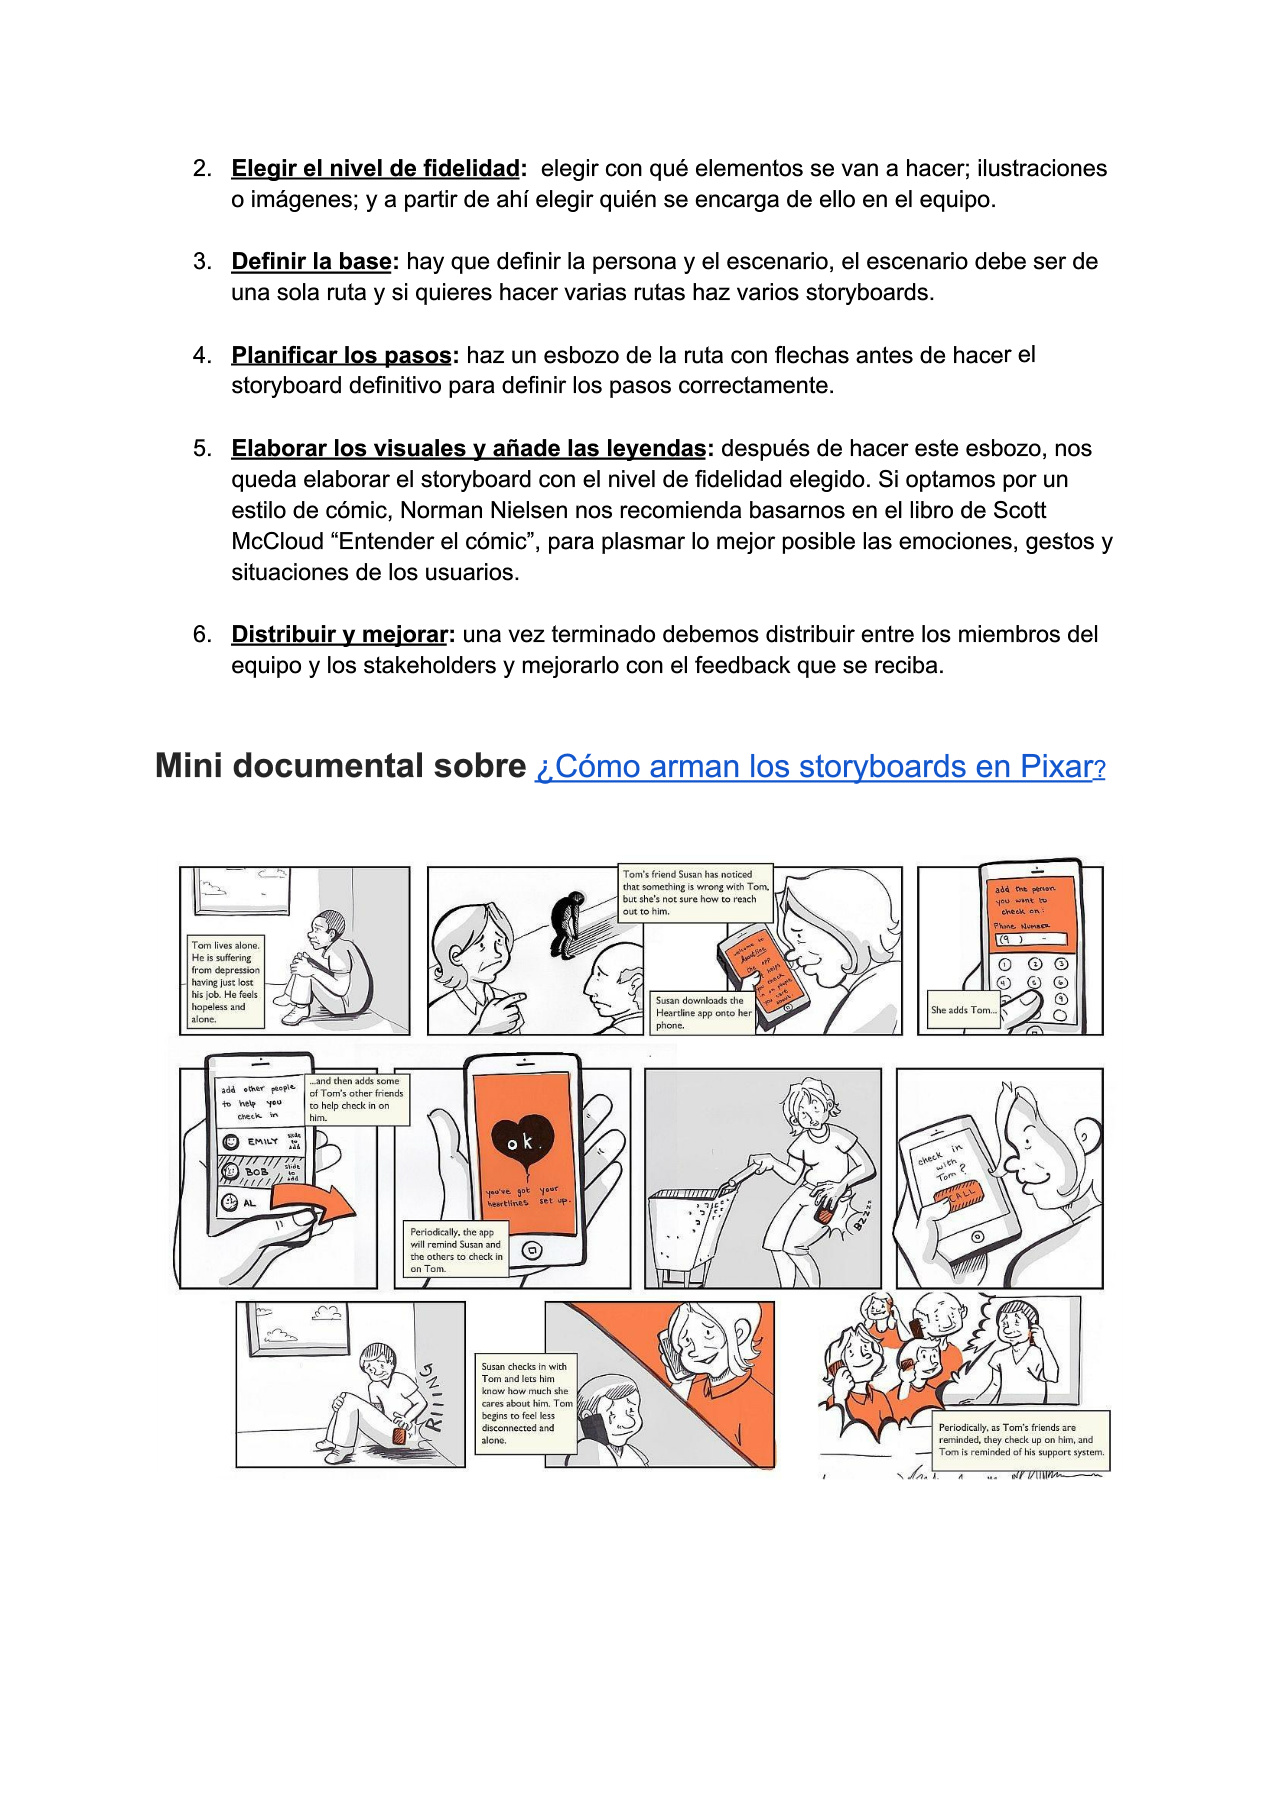 2. Elegir el nivel de fidelidad:  elegir con qué elementos se van a hacer; ilustraciones
o imágenes; y a partir de ahí elegir quién se encarga de ello en el equipo.
3. Definir la base: hay que definir la persona y el escenario, el escenario debe ser de
una sola ruta y si quieres hacer varias rutas haz varios storyboards.
4. Planificar los pasos: haz un esbozo de la ruta con flechas antes de hacer el
storyboard definitivo para definir los pasos correctamente.
5. Elaborar los visuales y añade las leyendas: después de hacer este esbozo, nos
queda elaborar el storyboard con el nivel de fidelidad elegido. Si optamos por un
estilo de cómic, Norman Nielsen nos recomienda basarnos en el libro de Scott
McCloud “Entender el cómic”, para plasmar lo mejor posible las emociones, gestos y
situaciones de los usuarios.
6. Distribuir y mejorar: una vez terminado debemos distribuir entre los miembros del
equipo y los stakeholders y mejorarlo con el feedback que se reciba.
Mini documental sobre ¿Cómo arman los storyboards en Pixar?
Tom lives alone.
He is suffering
from depression
having just lost
his job. He feels
hopeless and
alone.
Tom's friend Susan has noticed
that something is wrong with Tom,
but she's not sure how to reach
out to him.
Susan downloads the
Heartline app onto her
phone.
welcome to
Heartline
add the person
you want to
check on:
Phone Number
(9 ) -
1 2 3
4 5 6
9
She adds Tom...
add other people
to help you
check in
EMILY slide to add
BOB slide to add
AL
...and then adds some
of Tom's other friends
to help check in on
him.
ok.
you've got your
heartlines set up.
Periodically, the app
will remind Susan and
the others to check in
on Tom.
BZZZZ
check in
with
Tom?
CALL
RIIING
Susan checks in with
Tom and lets him
know how much she
cares about him. Tom
begins to feel less
disconnected and
alone.
Periodically, as Tom's friends are
reminded, they check up on him, and
Tom is reminded of his support system.